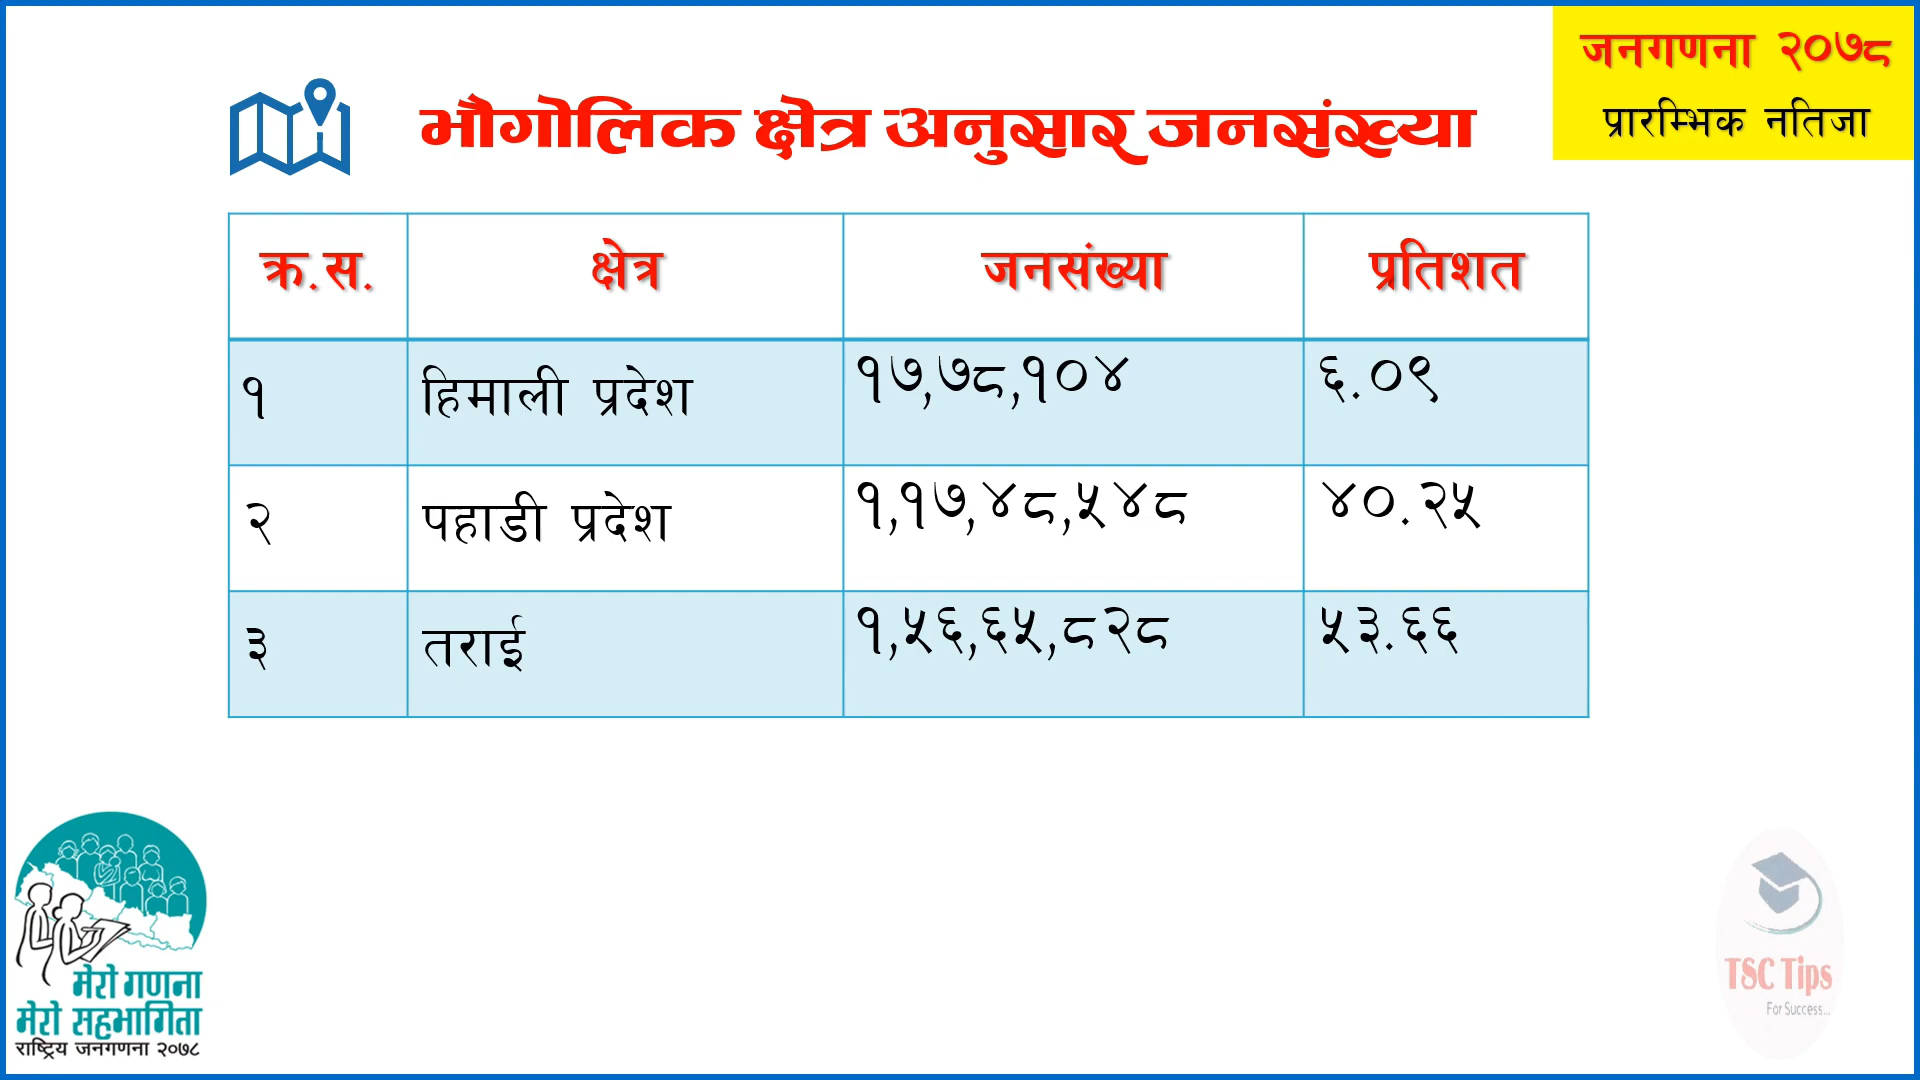 जनगणना २०७८
प्रारम्भिक नतिजा
भौगोलिक क्षेत्र अनुसार जनसंख्या
क्र.स. क्षेत्र जनसंख्या प्रतिशत
१ हिमाली प्रदेश १७,७८,१०४ ६.०९
२ पहाडी प्रदेश १,१७,४८,५४८ ४०.२५
३ तराई १,५६,६५,८२८ ५३.६६
मेरो गणना
मेरो सहभागिता
राष्ट्रिय जनगणना २०७८
TSC Tips
For Success...